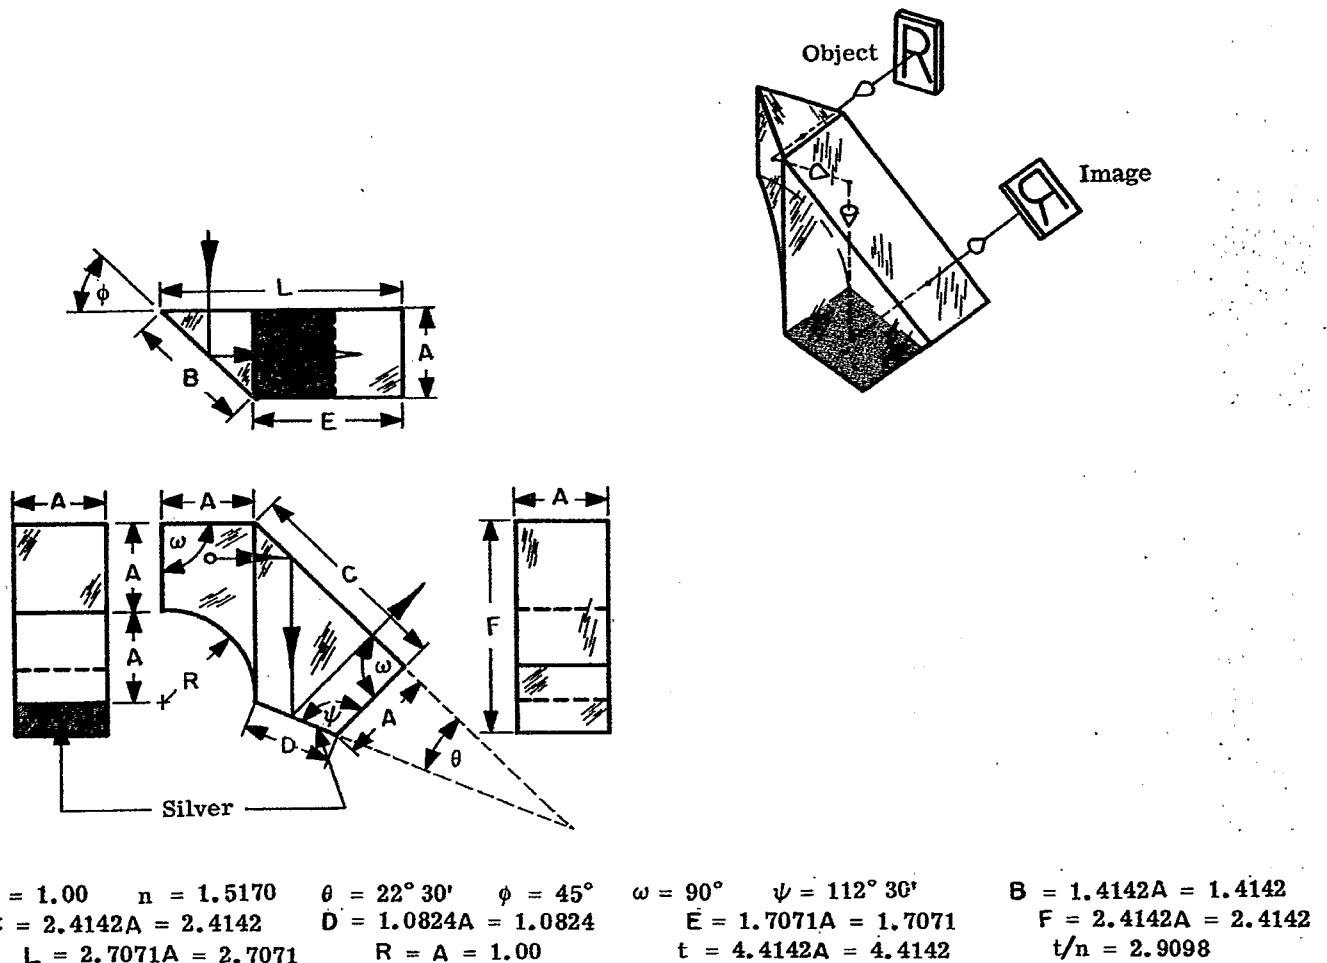 Object
R
Image
R
L
ϕ
A
B
E
A
A
A
ω
A
C
F
A
ω
R
ψ
A
D
θ
Silver
= 1.00 n = 1.5170 θ = 22° 30' ϕ = 45° ω = 90° ψ = 112° 30' B = 1.4142A = 1.4142
= 2.4142A = 2.4142 D = 1.0824A = 1.0824 E = 1.7071A = 1.7071 F = 2.4142A = 2.4142
L = 2.7071A = 2.7071 R = A = 1.00 t = 4.4142A = 4.4142 t/n = 2.9098